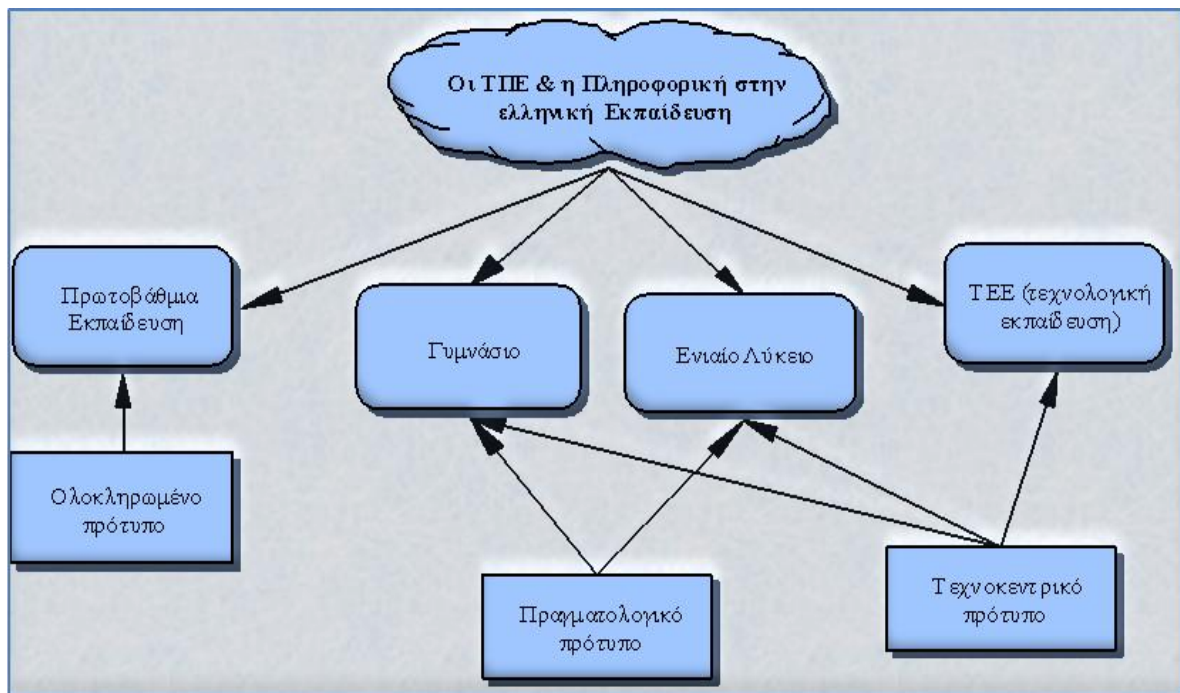 Οι ΤΠΕ & η Πληροφορική στην
ελληνική Εκπαίδευση
Πρωτοβάθμια
Εκπαίδευση
Γυμνάσιο
Ενιαίο Λύκειο
ΤΕΕ (τεχνολογική
εκπαίδευση)
Ολοκληρωμένο
πρότυπο
Πραγματολογικό
πρότυπο
Τεχνοκεντρικό
πρότυπο